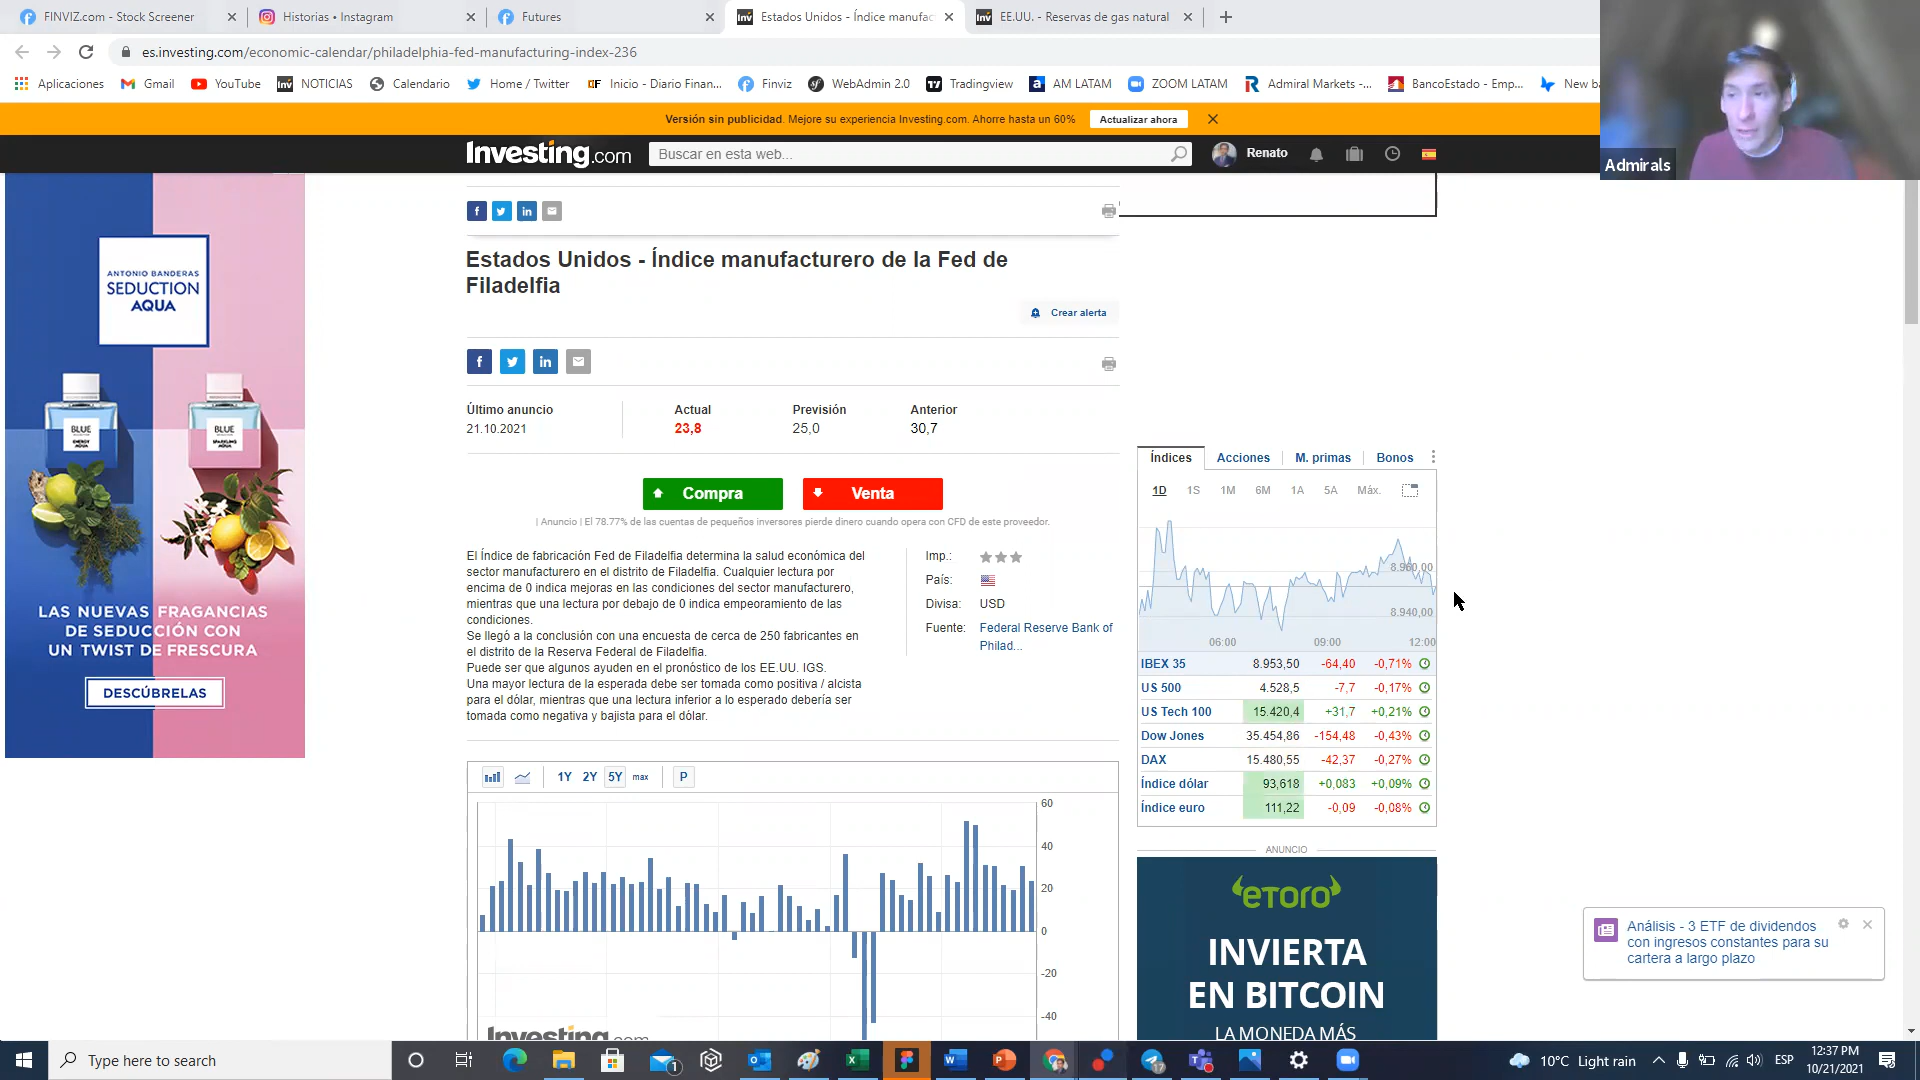 FINVIZ.com - Stock Screener
Historias • Instagram
Futures
Estados Unidos - Índice manufac
EE.UU. - Reservas de gas natural
es.investing.com/economic-calendar/philadelphia-fed-manufacturing-index-236
Aplicaciones
Gmail
YouTube
NOTICIAS
Calendario
Home / Twitter
Inicio - Diario Finan...
Finviz
WebAdmin 2.0
Tradingview
AM LATAM
ZOOM LATAM
Admiral Markets -...
BancoEstado - Emp...
New ba
Admirals
Versión sin publicidad. Mejore su experiencia Investing.com. Ahorre hasta un 60%
Actualizar ahora
Investing.com
Buscar en esta web...
Renato
ANTONIO BANDERAS
SEDUCTION
AQUA
BLUE
BLUE
LAS NUEVAS FRAGANCIAS
DE SEDUCCIÓN CON
UN TWIST DE FRESCURA
DESCÚBRELAS
Estados Unidos - Índice manufacturero de la Fed de
Filadelfia
Crear alerta
Último anuncio
21.10.2021
Actual
23,8
Previsión
25,0
Anterior
30,7
Compra
Venta
| Anuncio | El 78.77% de las cuentas de pequeños inversores pierde dinero cuando opera con CFD de este proveedor.
El Índice de fabricación Fed de Filadelfia determina la salud económica del
sector manufacturero en el distrito de Filadelfia. Cualquier lectura por
encima de 0 indica mejoras en las condiciones del sector manufacturero,
mientras que una lectura por debajo de 0 indica empeoramiento de las
condiciones.
Se llegó a la conclusión con una encuesta de cerca de 250 fabricantes en
el distrito de la Reserva Federal de Filadelfia.
Puede ser que algunos ayuden en el pronóstico de los EE.UU. IGS.
Una mayor lectura de la esperada debe ser tomada como positiva / alcista
para el dólar, mientras que una lectura inferior a lo esperado debería ser
tomada como negativa y bajista para el dólar.
Imp.:
País:
Divisa: USD
Fuente: Federal Reserve Bank of
Philad...
1Y 2Y 5Y max P
60
40
20
0
-20
-40
Investing.com
Índices Acciones M. primas Bonos
1D 1S 1M 6M 1A 5A Máx.
8.960,00
8.940,00
06:00 09:00 12:00
IBEX 35 8.953,50 -64,40 -0,71%
US 500 4.528,5 -7,7 -0,17%
US Tech 100 15.420,4 +31,7 +0,21%
Dow Jones 35.454,86 -154,48 -0,43%
DAX 15.480,55 -42,37 -0,27%
Índice dólar 93,618 +0,083 +0,09%
Índice euro 111,22 -0,09 -0,08%
ANUNCIO
eToro
INVIERTA
EN BITCOIN
LA MONEDA MÁS
Análisis - 3 ETF de dividendos
con ingresos constantes para su
cartera a largo plazo
Type here to search
1
17
10°C Light rain
ESP
12:37 PM
10/21/2021